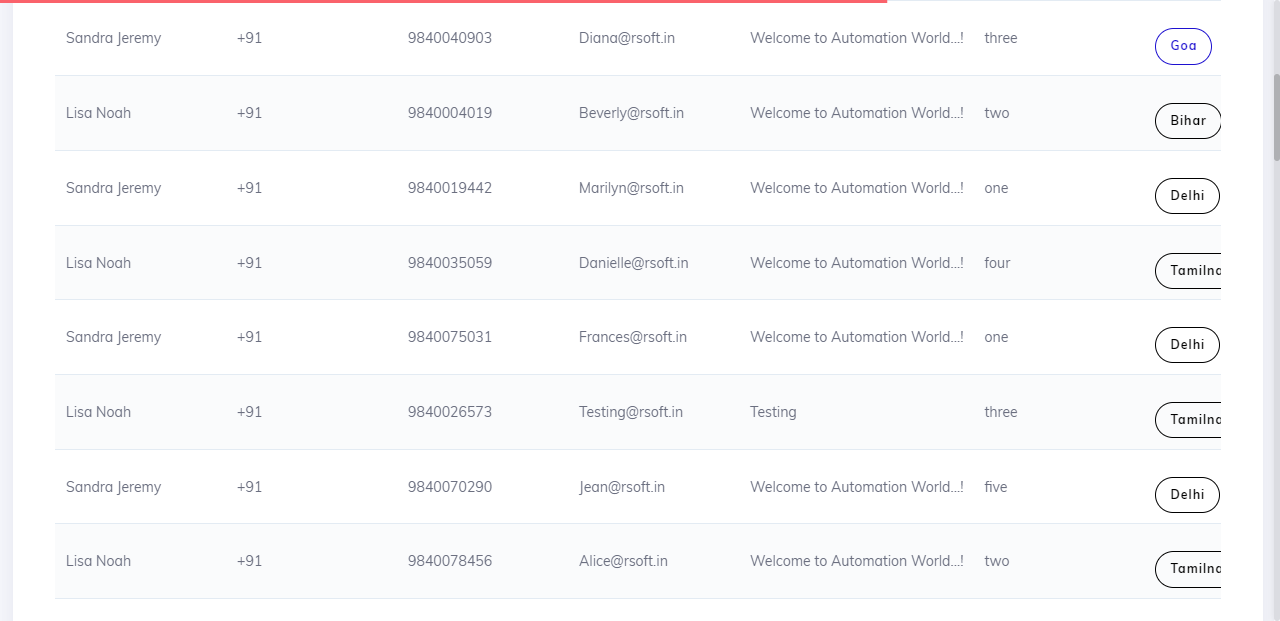 Sandra Jeremy +91 9840040903 Diana@rsoft.in Welcome to Automation World...! three Goa
Lisa Noah +91 9840004019 Beverly@rsoft.in Welcome to Automation World...! two Bihar
Sandra Jeremy +91 9840019442 Marilyn@rsoft.in Welcome to Automation World...! one Delhi
Lisa Noah +91 9840035059 Danielle@rsoft.in Welcome to Automation World...! four Tamilna
Sandra Jeremy +91 9840075031 Frances@rsoft.in Welcome to Automation World...! one Delhi
Lisa Noah +91 9840026573 Testing@rsoft.in Testing three Tamilna
Sandra Jeremy +91 9840070290 Jean@rsoft.in Welcome to Automation World...! five Delhi
Lisa Noah +91 9840078456 Alice@rsoft.in Welcome to Automation World...! two Tamilna